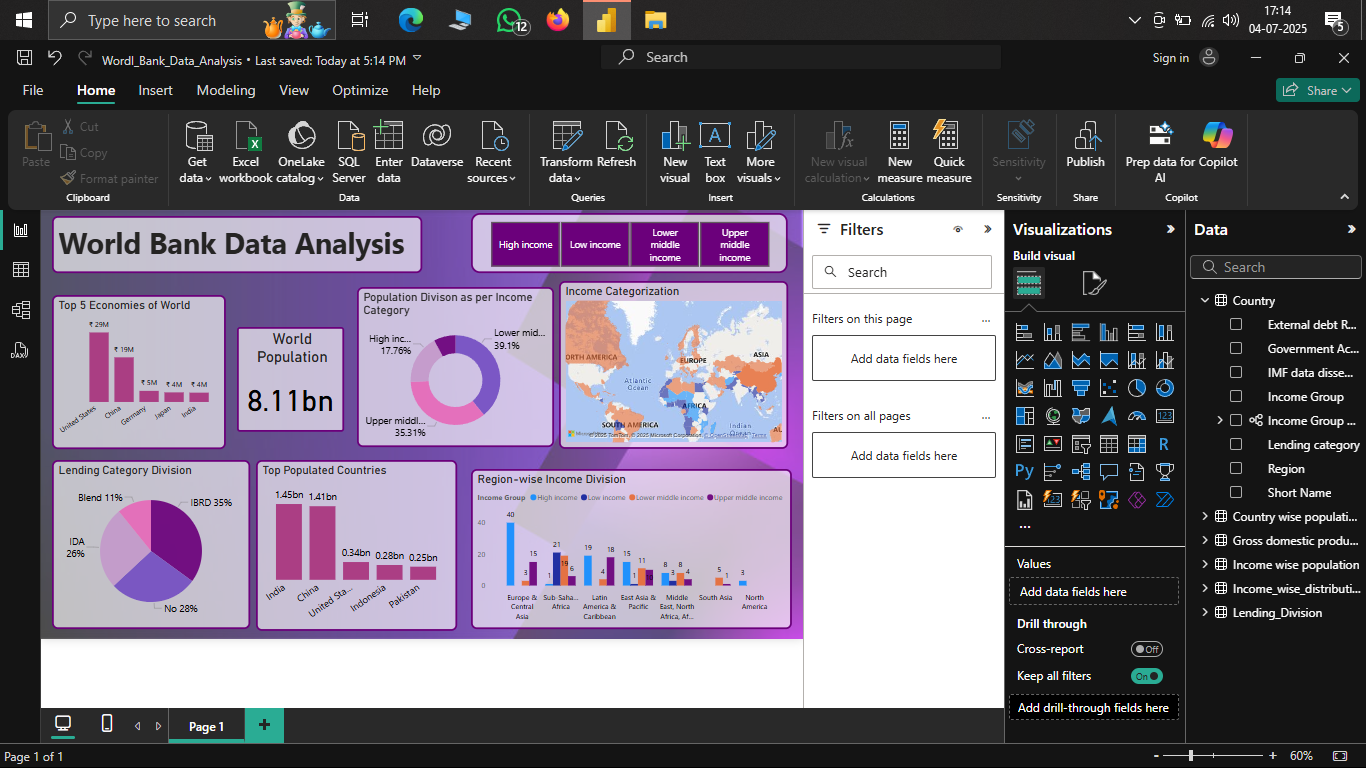 Type here to search
12
17:14
04-07-2025
5
Wordl_Bank_Data_Analysis • Last saved: Today at 5:14 PM
Search
Sign in
File Home Insert Modeling View Optimize Help
Share
Paste
Cut
Copy
Format painter
Clipboard
Get data
Excel workbook
OneLake catalog
SQL Server
Enter data
Dataverse
Recent sources
Data
Transform data
Refresh
Queries
New visual
Text box
More visuals
Insert
New visual calculation
New measure
Quick measure
Calculations
Sensitivity
Sensitivity
Publish
Share
Prep data for AI
Copilot
Copilot
World Bank Data Analysis
High income
Low income
Lower middle income
Upper middle income
Top 5 Economies of World
₹ 29M
₹ 19M
₹ 5M
₹ 4M
₹ 4M
United States
China
Germany
Japan
India
World Population
8.11bn
Population Divison as per Income Category
High inc... 17.76%
Lower mid... 39.1%
Upper middl... 35.31%
Income Categorization
ORTH AMERICA
EUROPE
ASIA
Atlantic Ocean
AFRICA
SOUTH AMERICA
Indian
AU
© 2025 TomTom, © 2025 Microsoft Corporation, © OpenStreetMap Terms
Lending Category Division
Blend 11%
IBRD 35%
IDA 26%
No 28%
Top Populated Countries
1.45bn
1.41bn
0.34bn
0.28bn
0.25bn
India
China
United Sta...
Indonesia
Pakistan
Region-wise Income Division
Income Group High income Low income Lower middle income Upper middle income
40
20
0
40 3 15
1 21 19 6
19 4 18
15 1 11
8 3 8 4
5 1
3
Europe & Central Asia
Sub-Saha... Africa
Latin America & Caribbean
East Asia & Pacific
Middle East, North Africa, Af...
South Asia
North America
Filters
Search
Filters on this page
...
Add data fields here
Filters on all pages
...
Add data fields here
Visualizations
Build visual
123
R
Py
123
...
Values
Add data fields here
Drill through
Cross-report
Off
Keep all filters
On
Add drill-through fields here
Data
Search
Country
External debt R...
Government Ac...
IMF data disse...
Income Group
Income Group ...
Lending category
Region
Short Name
Country wise populati...
Gross domestic produ...
Income wise population
Income_wise_distributi...
Lending_Division
DAX
Page 1
+
Page 1 of 1
- + 60%